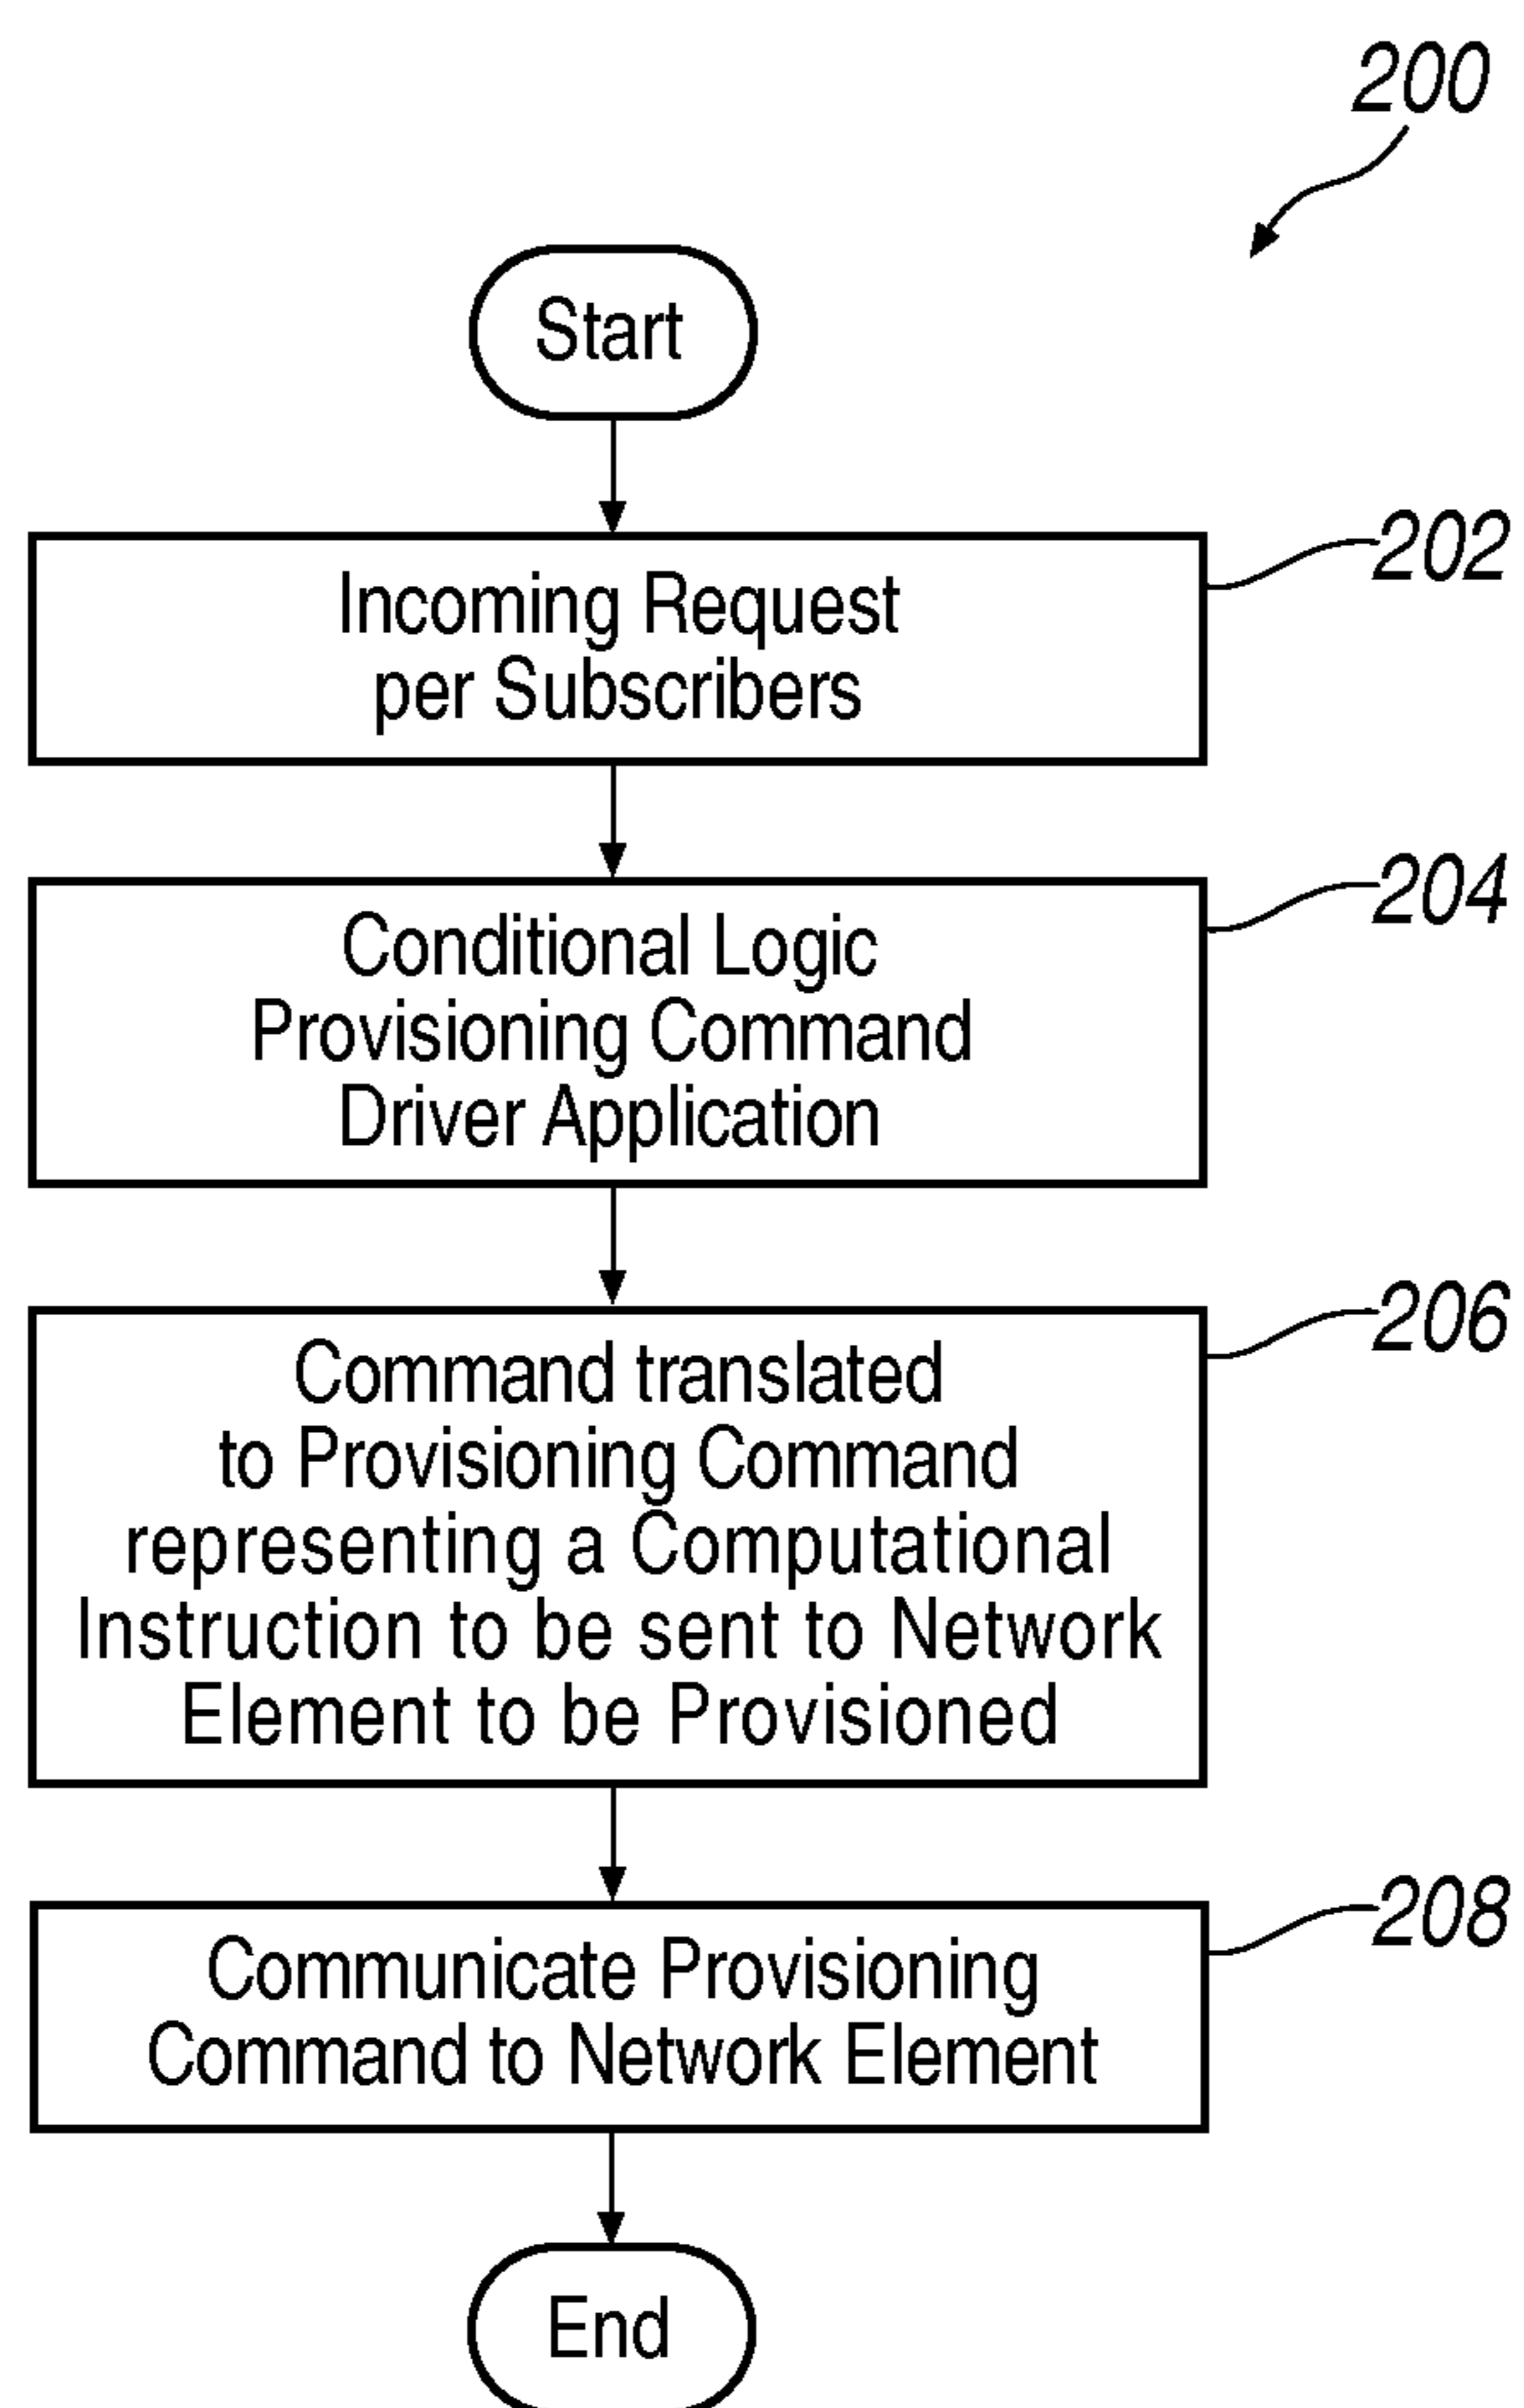 200
Start
202
Incoming Request
per Subscribers
204
Conditional Logic
Provisioning Command
Driver Application
206
Command translated
to Provisioning Command
representing a Computational
Instruction to be sent to Network
Element to be Provisioned
208
Communicate Provisioning
Command to Network Element
End